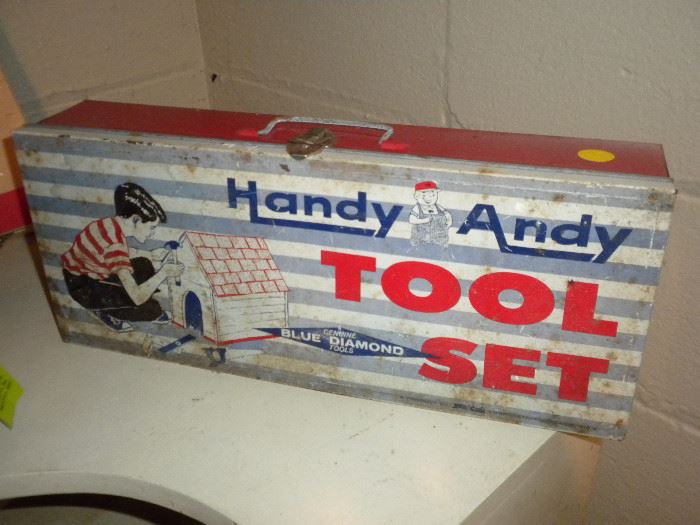 Handy Andy
TOOL
SET
GENUINE
BLUE DIAMOND
TOOLS